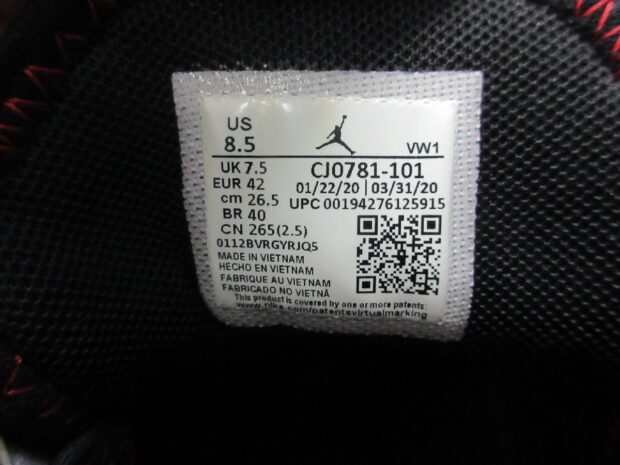 US
8.5
VW1
UK 7.5
CJ0781-101
EUR 42
01/22/20 | 03/31/20
cm 26.5
UPC 00194276125915
BR 40
CN 265(2.5)
0112BVRGYRJQ5
MADE IN VIETNAM
HECHO EN VIETNAM
FABRIQUE AU VIETNAM
FABRICADO NO VIETNÃ
This product is covered by one or more patents:
www.nike.com/patentsvirtualmarking